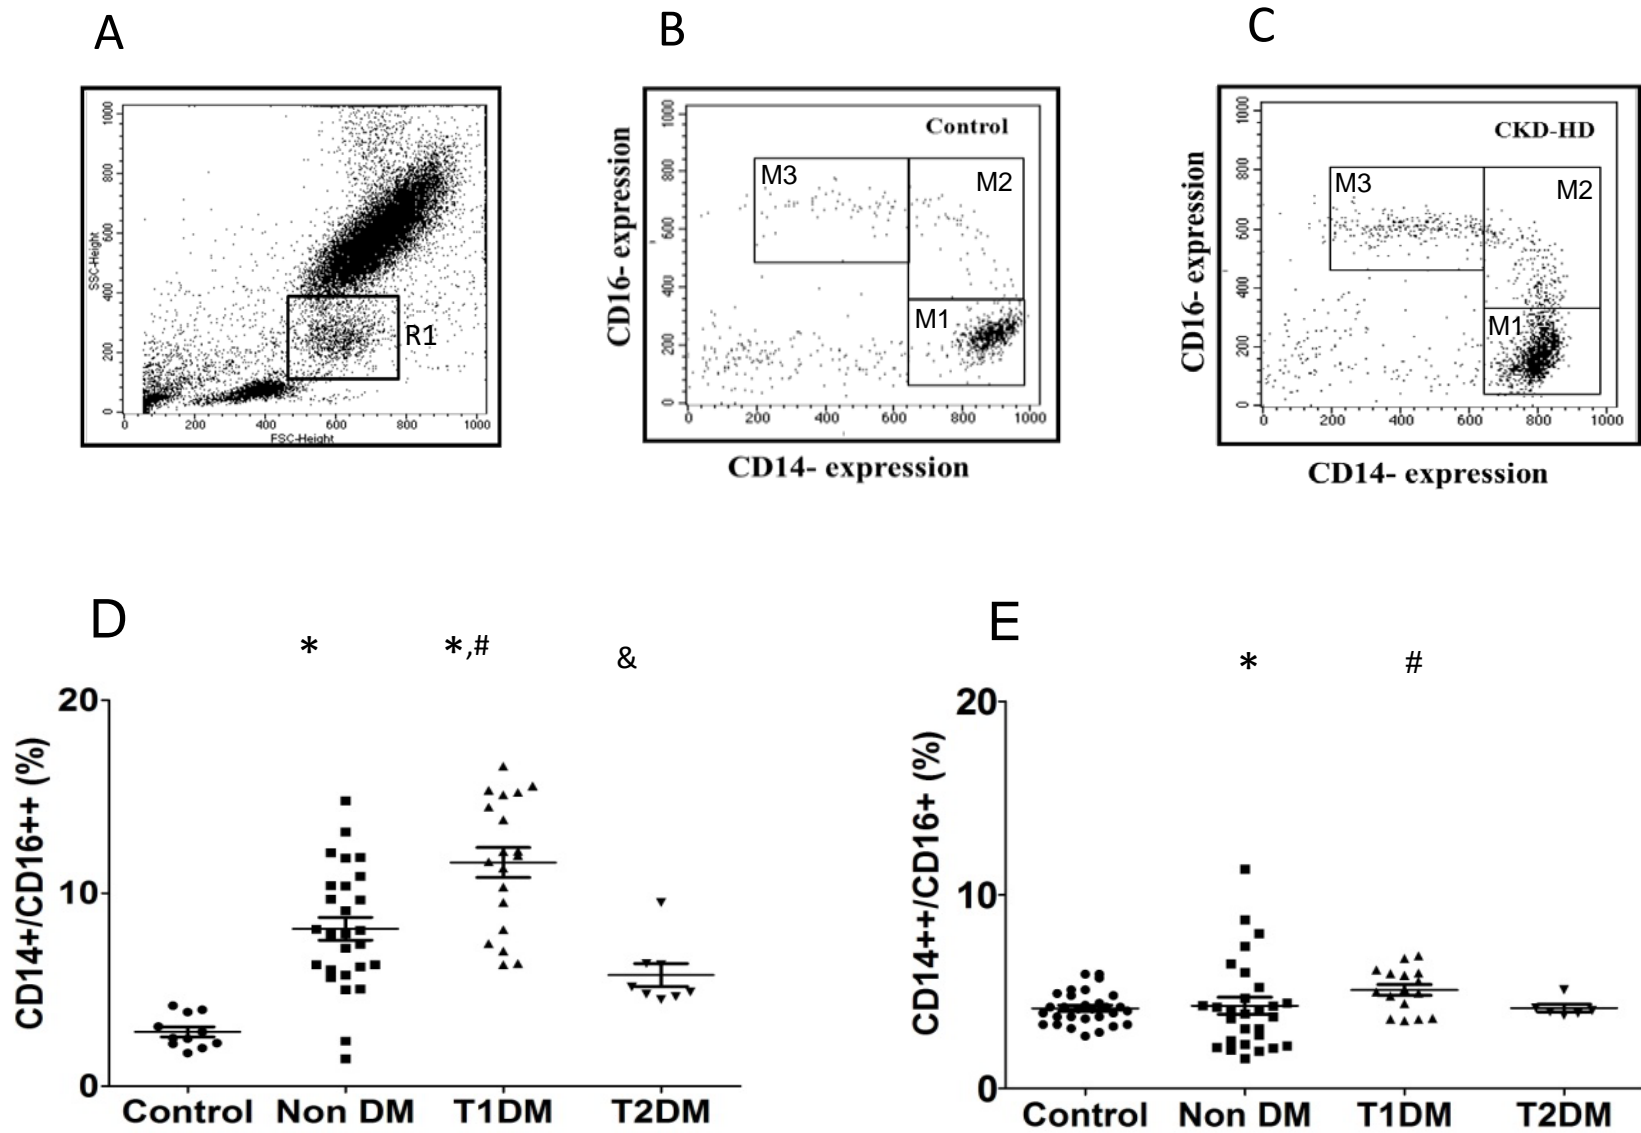 A
B
C
1000
800
600
400
200
0
SSC-Height
R1
0 200 400 600 800 1000
FSC-Height
CD16- expression
1000
800
600
400
200
0
Control
M3
M2
M1
0 200 400 600 800 1000
CD14- expression
CD16- expression
1000
800
600
400
200
0
CKD-HD
M3
M2
M1
0 200 400 600 800 1000
CD14- expression
D
* *,# &
CD14+/CD16++ (%)
20
10
0
Control Non DM T1DM T2DM
E
* #
CD14++/CD16+ (%)
20
10
0
Control Non DM T1DM T2DM